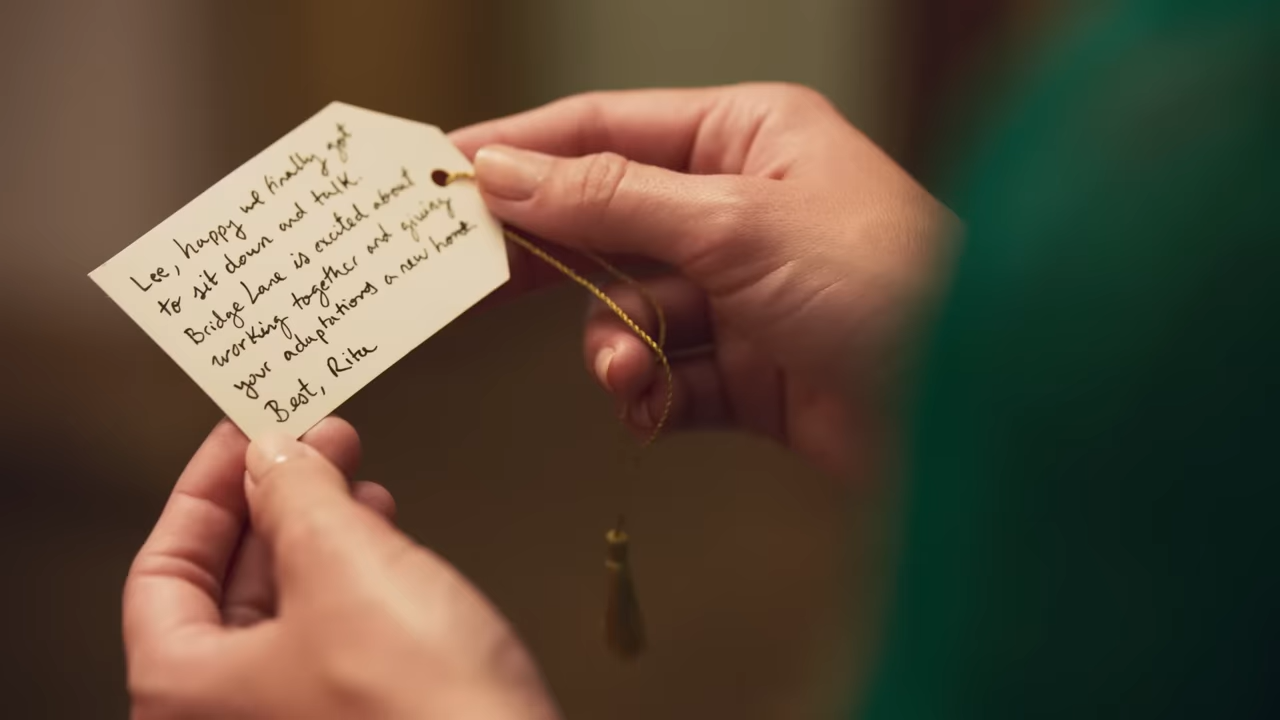 Lee, happy we finally got
to sit down and talk.
Bridge Lane is excited about
working together and giving
your adaptations a new home
Best, Rita